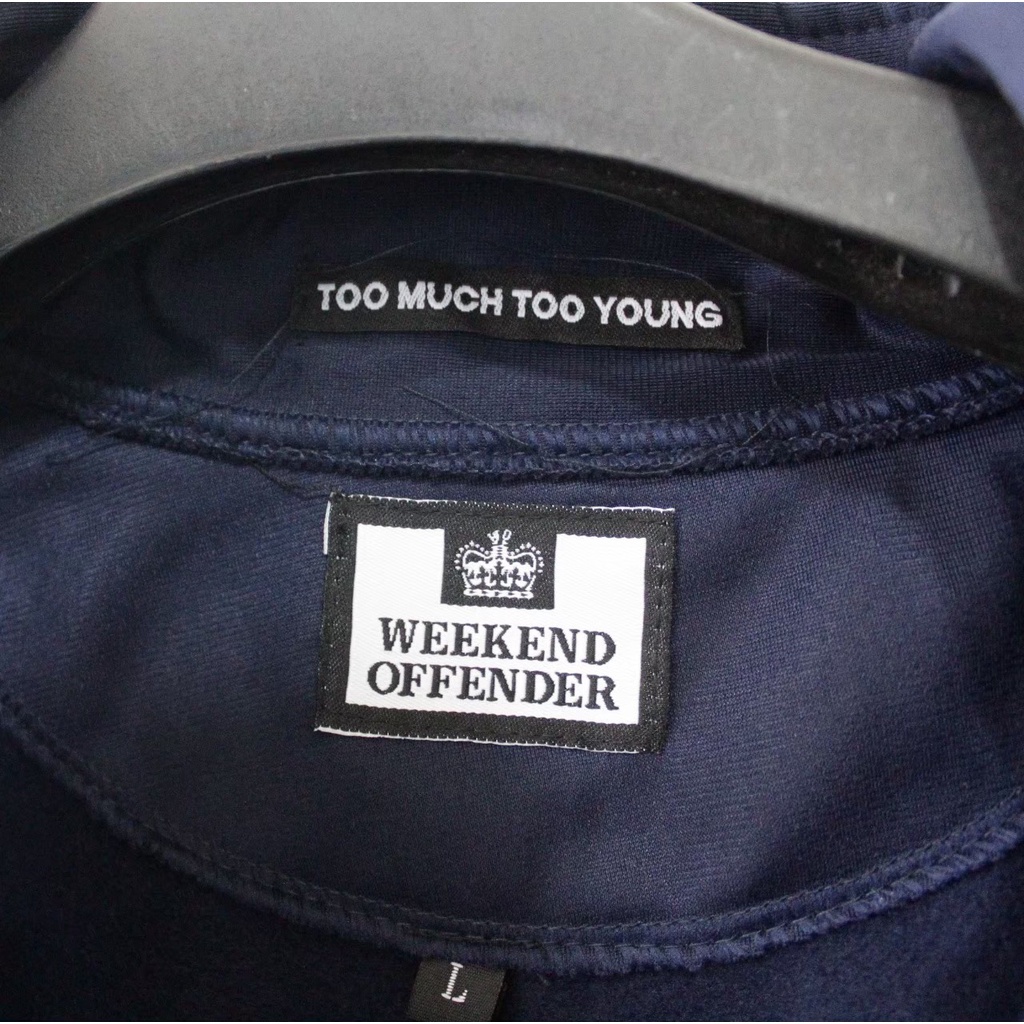 TOO MUCH TOO YOUNG
WEEKEND
OFFENDER
L